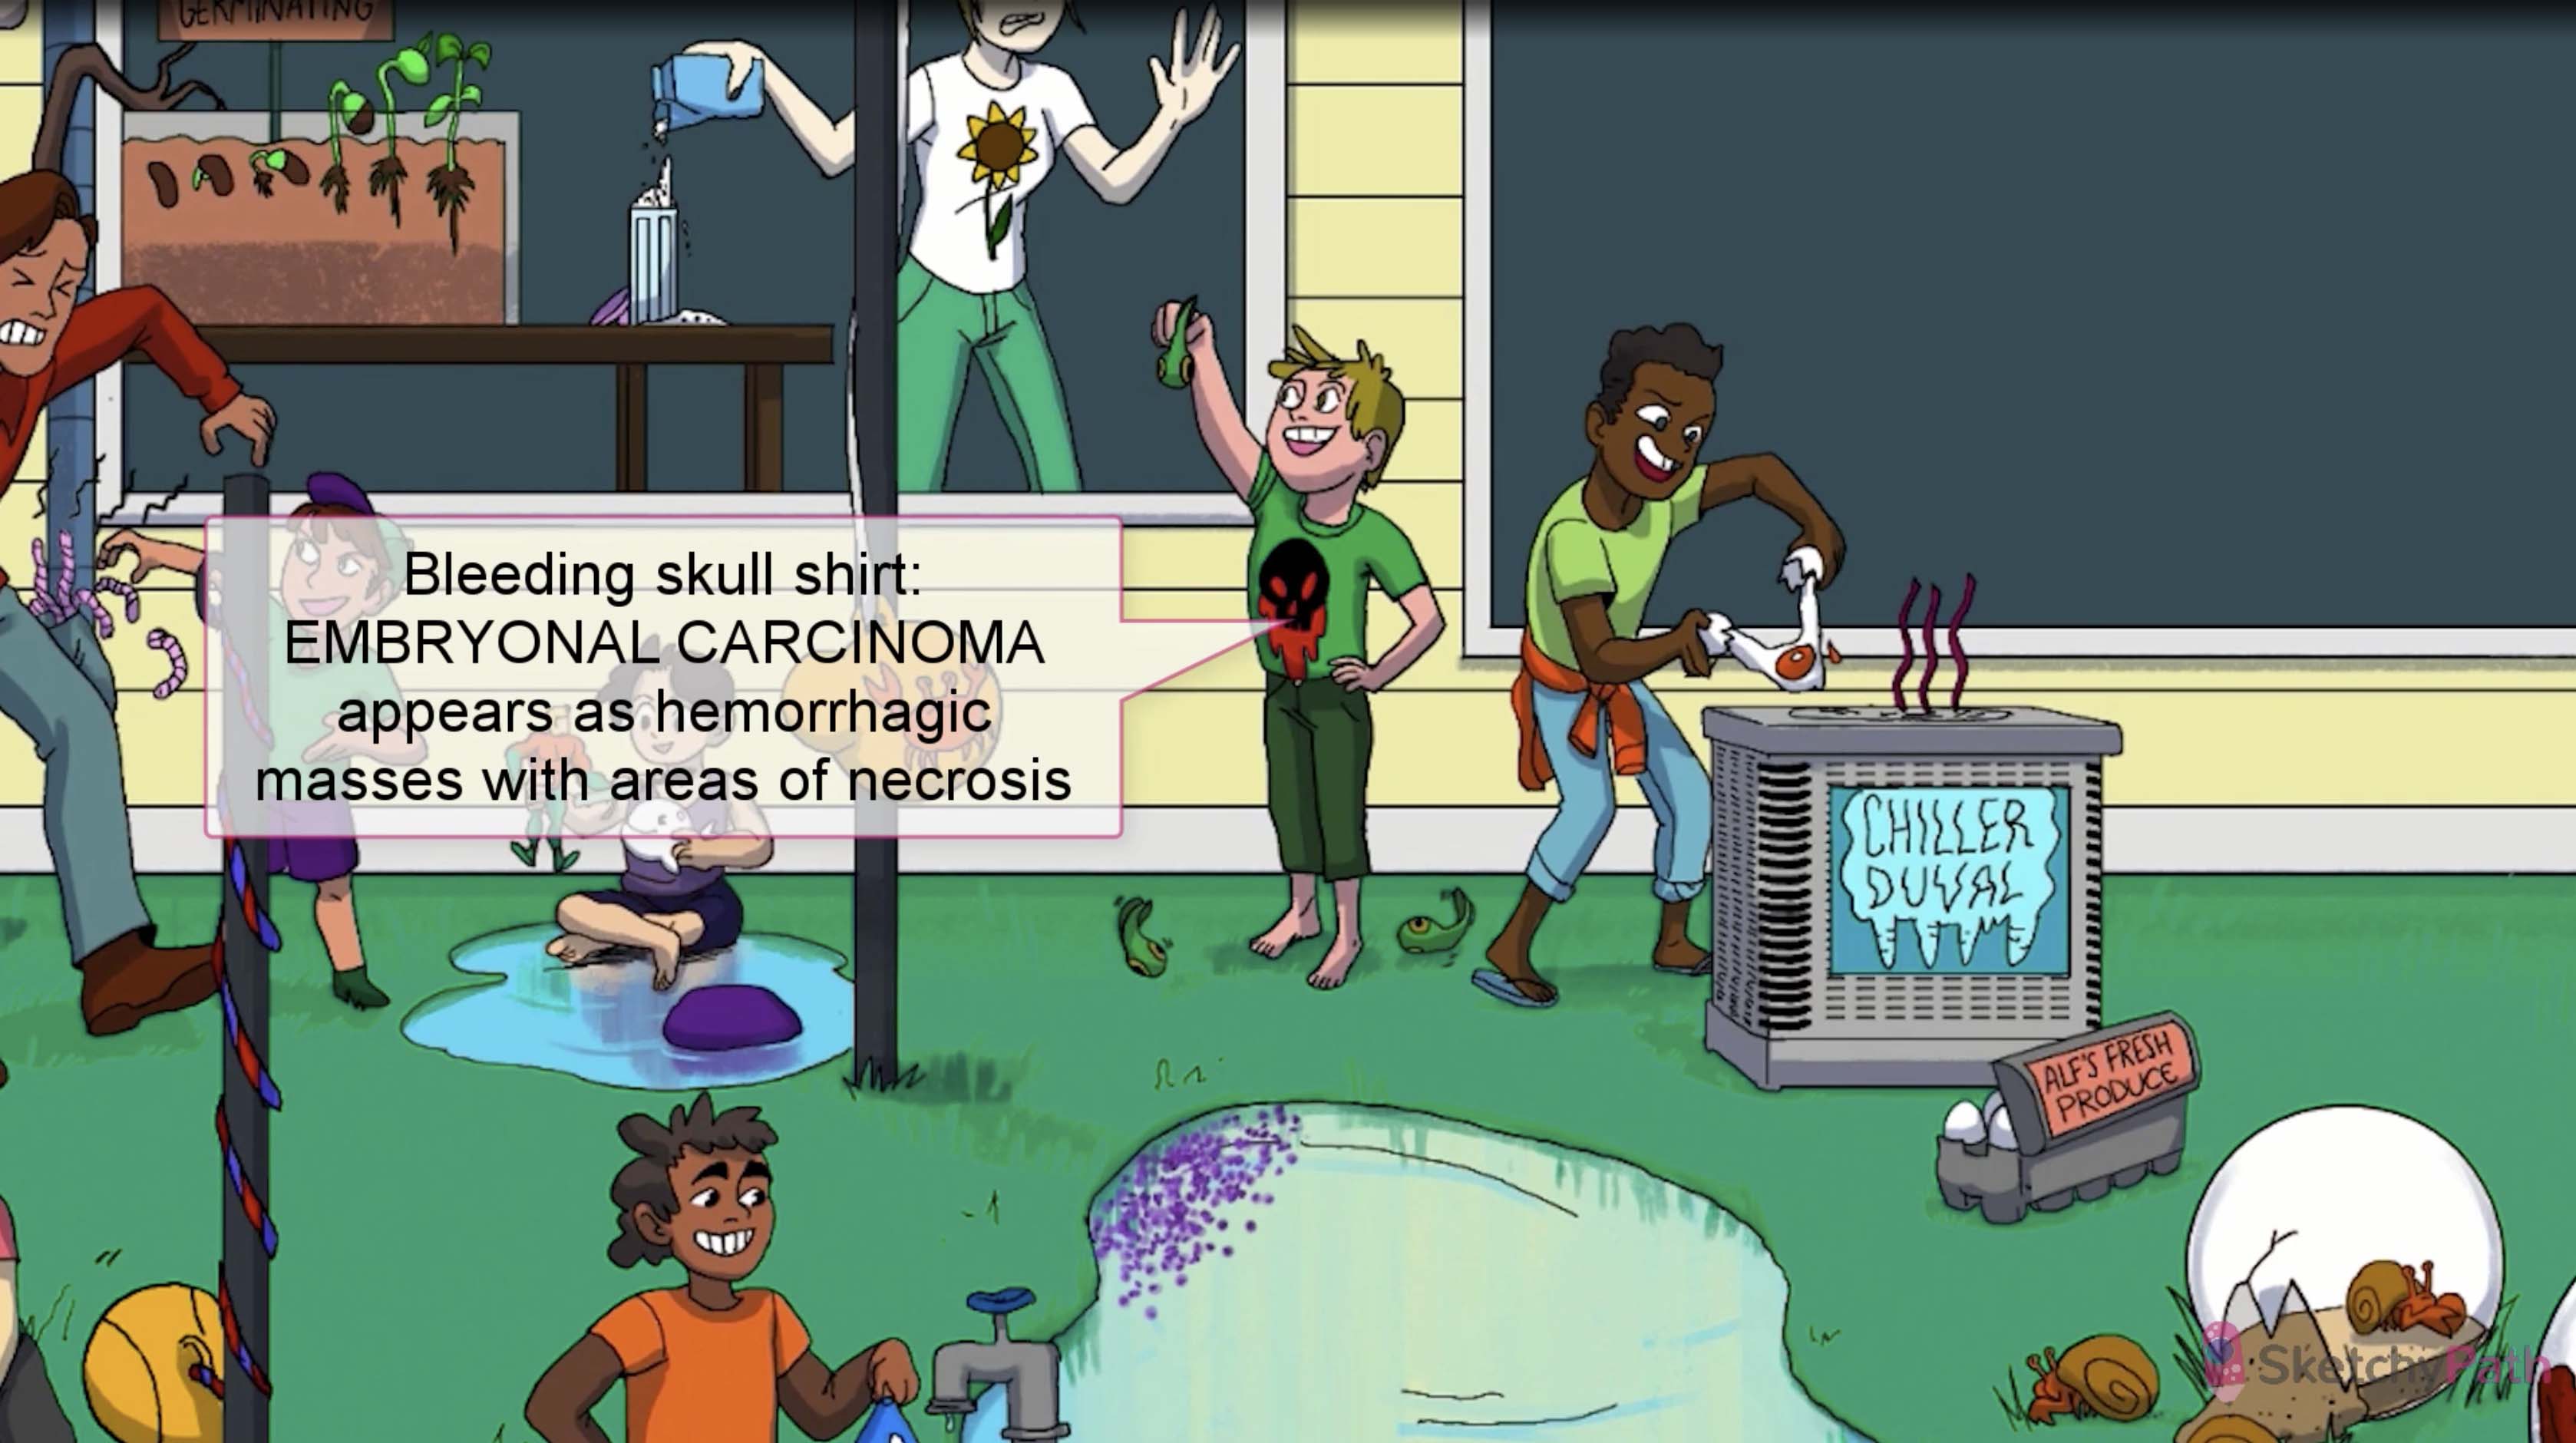 GERMINATING
Bleeding skull shirt:
EMBRYONAL CARCINOMA
appears as hemorrhagic
masses with areas of necrosis
CHILLER
DUVAL
ALF'S FRESH
PRODUCE
SketchyPath